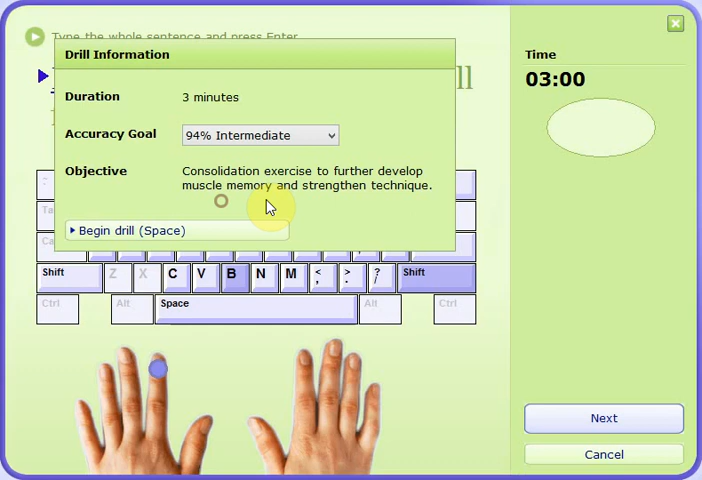 Type the whole sentence and press Enter
Drill Information
Duration 3 minutes
Accuracy Goal 94% Intermediate
Objective Consolidation exercise to further develop
muscle memory and strengthen technique.
Begin drill (Space)
Shift Z X C V B N M < , > . ? / Shift
Ctrl Alt Space Alt Ctrl
Time
03:00
Next
Cancel